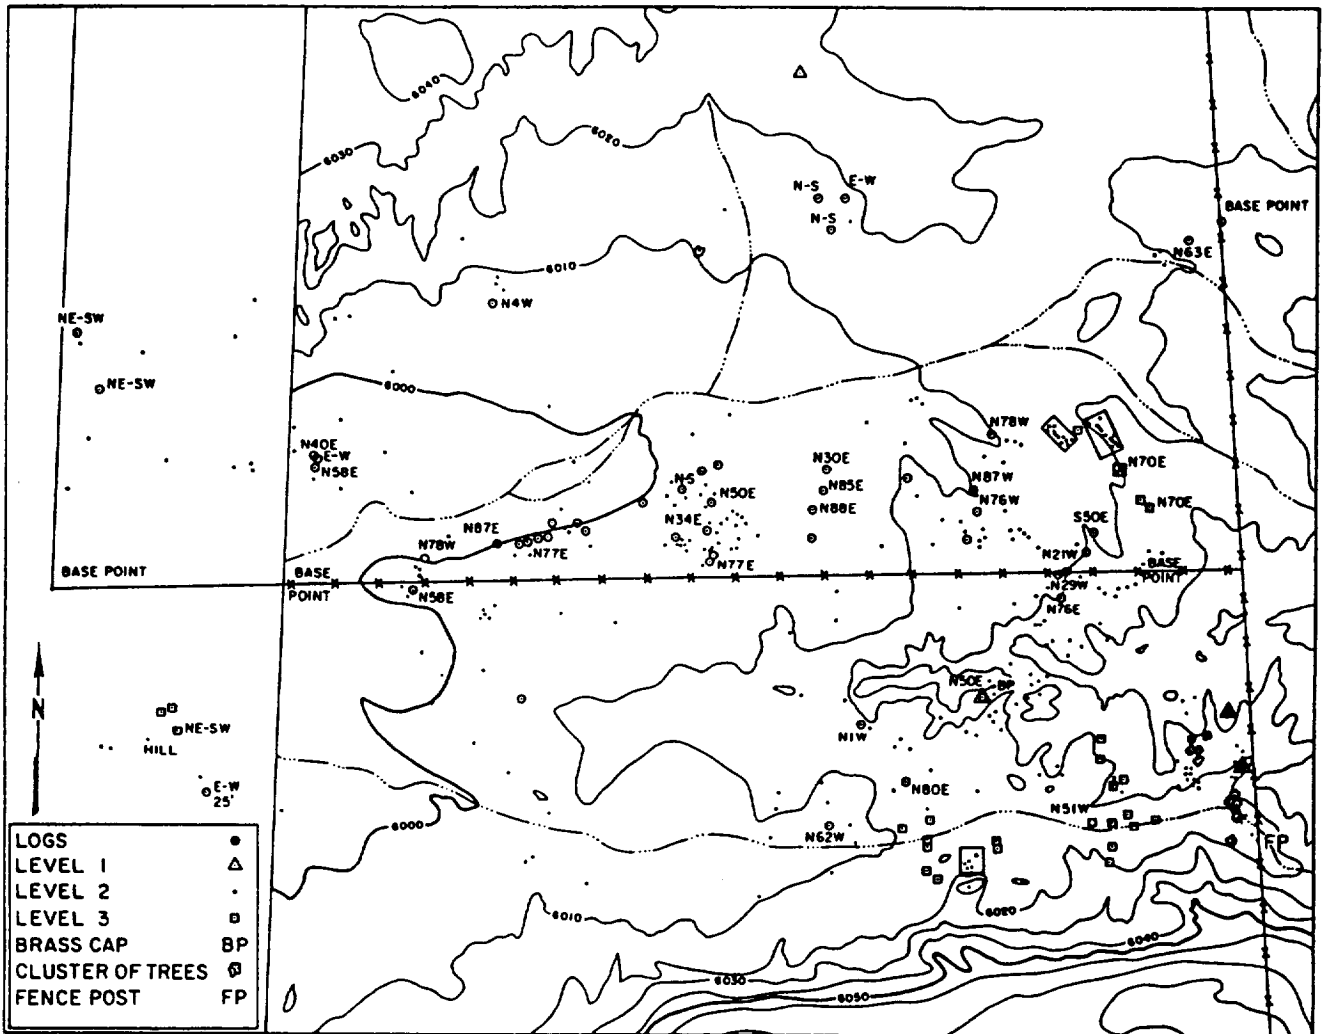 6040
6020
6030
N-S E-W
N-S
BASE POINT
N63E
6010
N4W
NE-SW
NE-SW
6000
N78W
N40E
E-W
N58E
N30E
N70E
N-S
N85E
N87W
N50E
N70E
N88E
N76W
N87E
N34E
S50E
N77E
N78W
N21W
N77E
BASE POINT
BASE
POINT
BASE
POINT
N58E
N29W
N76E
N
N50E BP
NE-SW
HILL
N1W
E-W
25'
N80E
N51W
6000
N62W
FP
LOGS
LEVEL 1
LEVEL 2
LEVEL 3
BRASS CAP BP
CLUSTER OF TREES
FENCE POST FP
6010
6020
6040
6030
6050